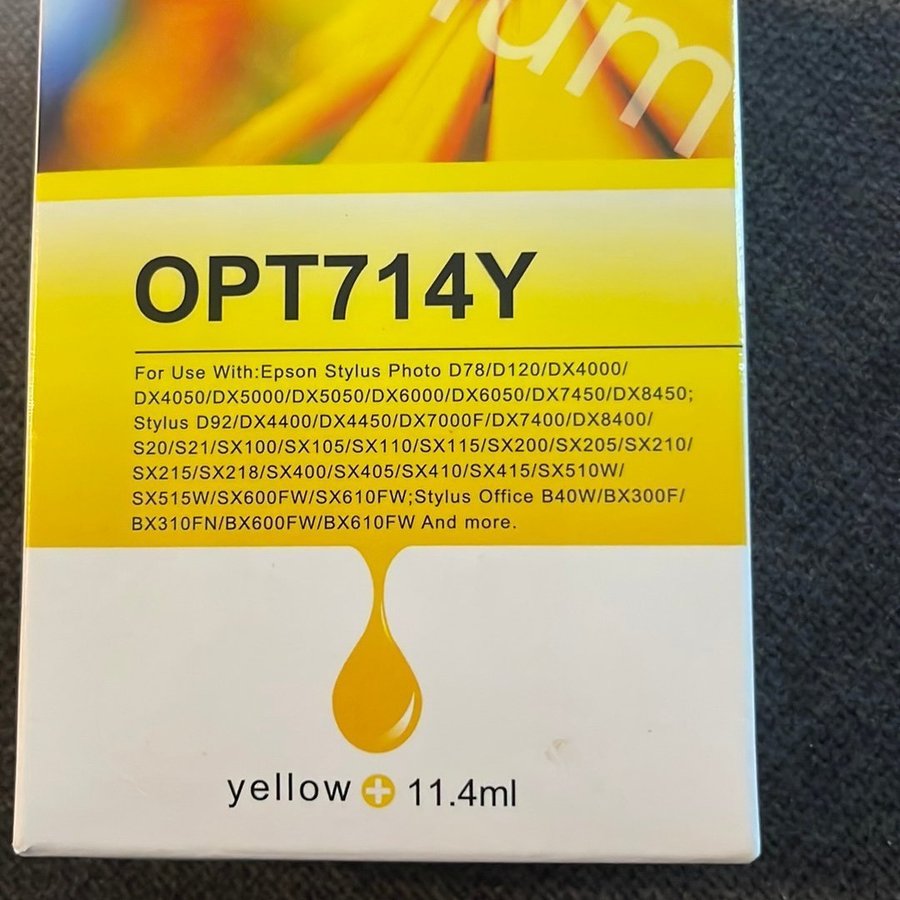 um
OPT714Y
For Use With:Epson Stylus Photo D78/D120/DX4000/
DX4050/DX5000/DX5050/DX6000/DX6050/DX7450/DX8450;
Stylus D92/DX4400/DX4450/DX7000F/DX7400/DX8400/
S20/S21/SX100/SX105/SX110/SX115/SX200/SX205/SX210/
SX215/SX218/SX400/SX405/SX410/SX415/SX510W/
SX515W/SX600FW/SX610FW;Stylus Office B40W/BX300F/
BX310FN/BX600FW/BX610FW And more.
yellow + 11.4ml